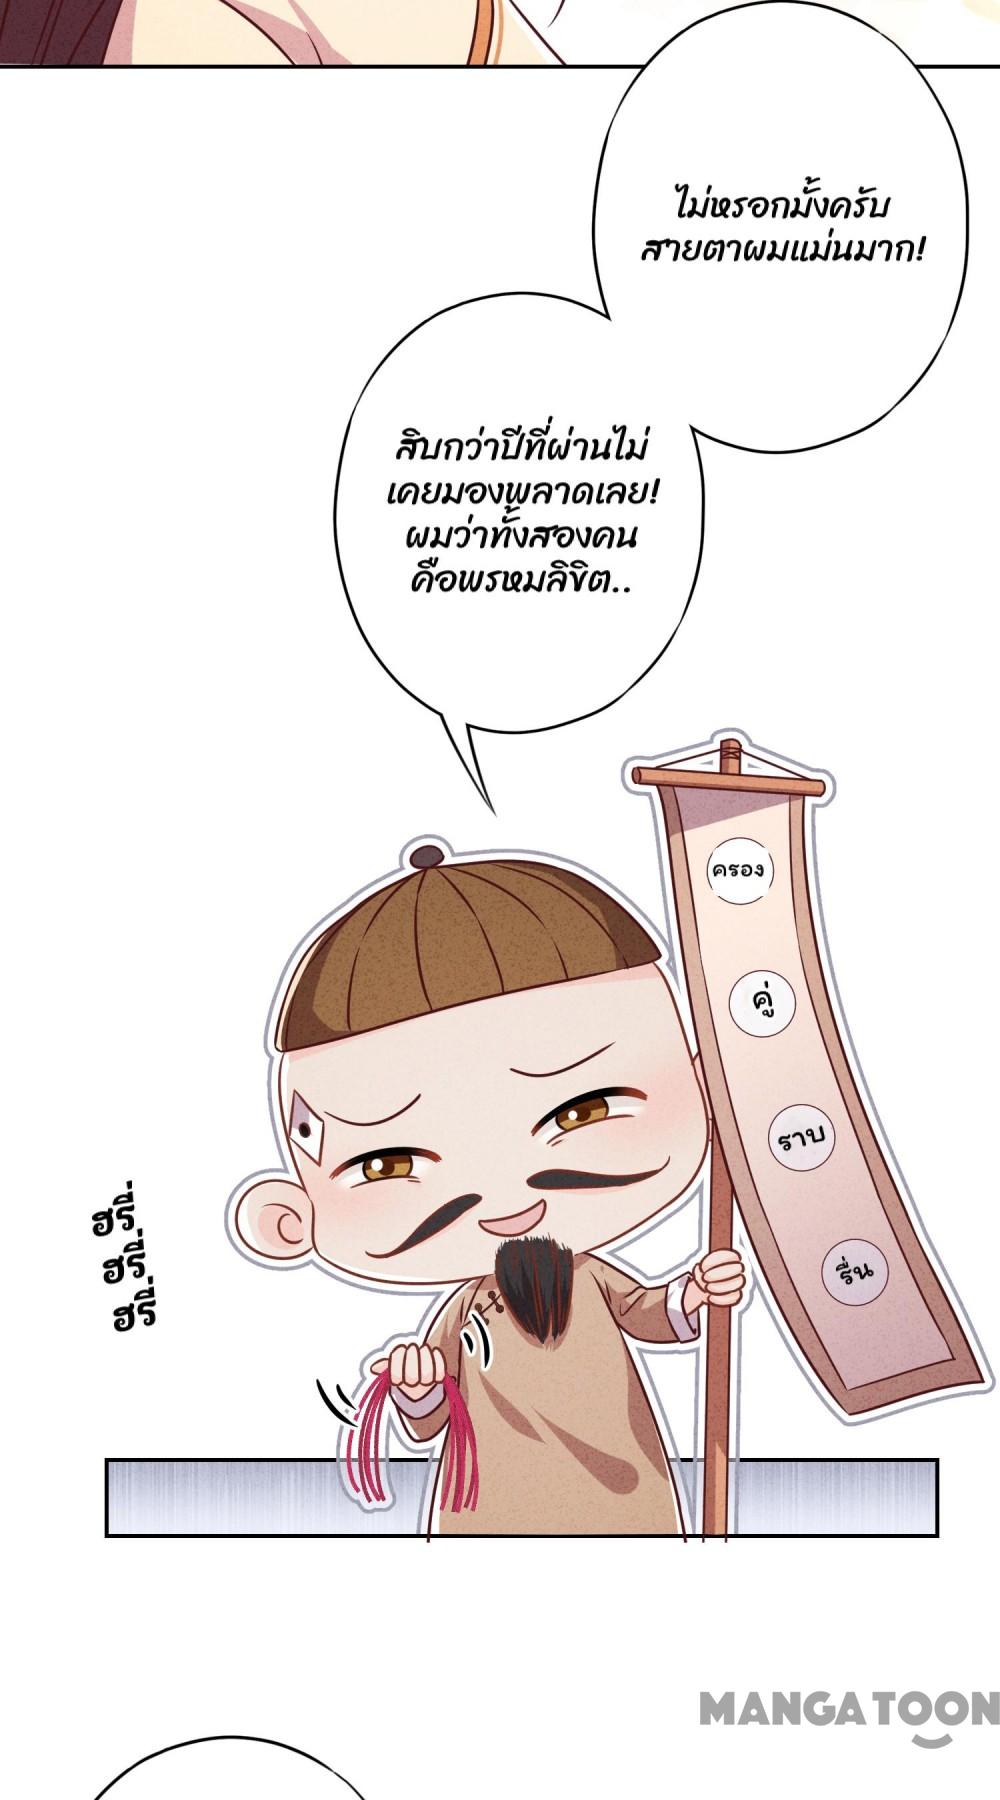 ไม่หรอกมั้งครับ
สายตาผมแม่นมาก!
สิบกว่าปีที่ผ่านไม่
เคยมองพลาดเลย!
ผมว่าทั้งสองคน
คือพรหมลิขิต..
ครอง
คู่
ราบ
รื่น
ฮรี่
ฮรี่
ฮรี่
MANGATOON